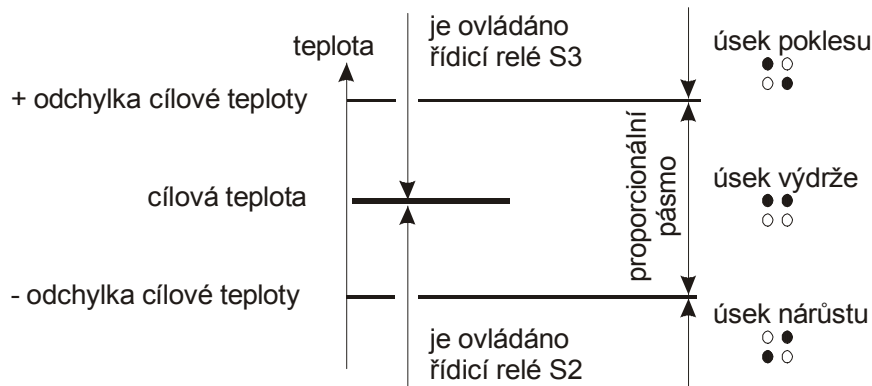 teplota
je ovládáno
řídicí relé S3
úsek poklesu
+ odchylka cílové teploty
cílová teplota
proporcionální
pásmo
úsek výdrže
- odchylka cílové teploty
úsek nárůstu
je ovládáno
řídicí relé S2